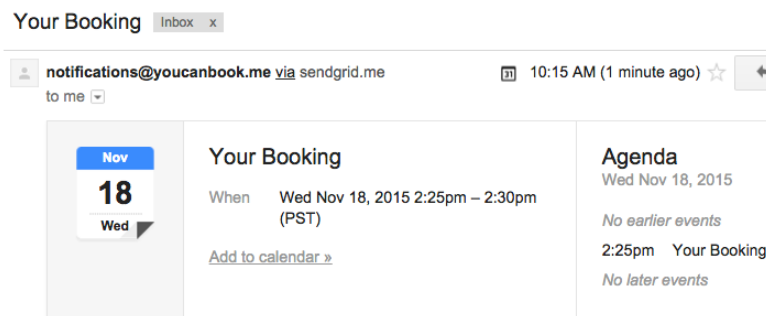 Your Booking Inbox x
notifications@youcanbook.me via sendgrid.me
31 10:15 AM (1 minute ago)
to me
Nov
18
Wed
Your Booking
When Wed Nov 18, 2015 2:25pm – 2:30pm
(PST)
Add to calendar »
Agenda
Wed Nov 18, 2015
No earlier events
2:25pm Your Booking
No later events